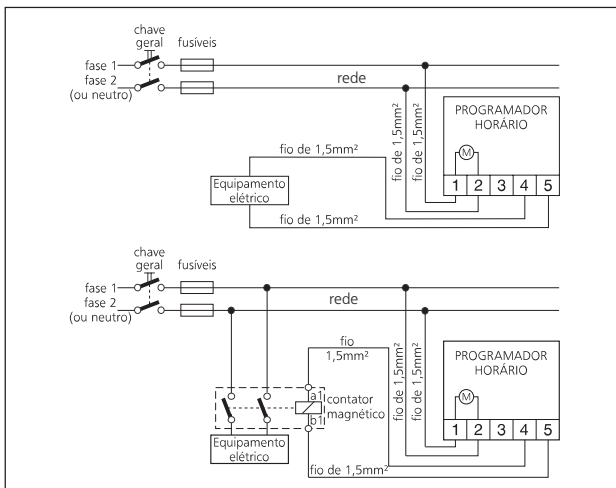 chave
geral
fusíveis
fase 1
fase 2
(ou neutro)
rede
PROGRAMADOR
HORÁRIO
M
1 2 3 4 5
fio de 1,5mm²
fio de 1,5mm²
fio de 1,5mm²
Equipamento
elétrico
fio de 1,5mm²
chave
geral
fusíveis
fase 1
fase 2
(ou neutro)
rede
fio
1,5mm²
fio de 1,5mm²
fio de 1,5mm²
PROGRAMADOR
HORÁRIO
M
1 2 3 4 5
a1
b1
contator
magnético
Equipamento
elétrico
fio de 1,5mm²